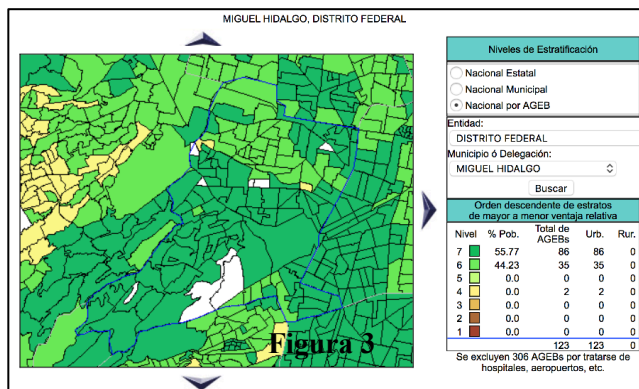 MIGUEL HIDALGO, DISTRITO FEDERAL
Figura 3
Niveles de Estratificación
Nacional Estatal
Nacional Municipal
Nacional por AGEB
Entidad:
DISTRITO FEDERAL
Municipio ó Delegación:
MIGUEL HIDALGO
Buscar
Orden descendente de estratos
de mayor a menor ventaja relativa
Nivel % Pob. Total de AGEBs Urb. Rur.
7 55.77 86 86 0
6 44.23 35 35 0
5 0.0 0 0 0
4 0.0 2 2 0
3 0.0 0 0 0
2 0.0 0 0 0
1 0.0 0 0 0
123 123 0
Se excluyen 306 AGEBs por tratarse de
hospitales, aeropuertos, etc.